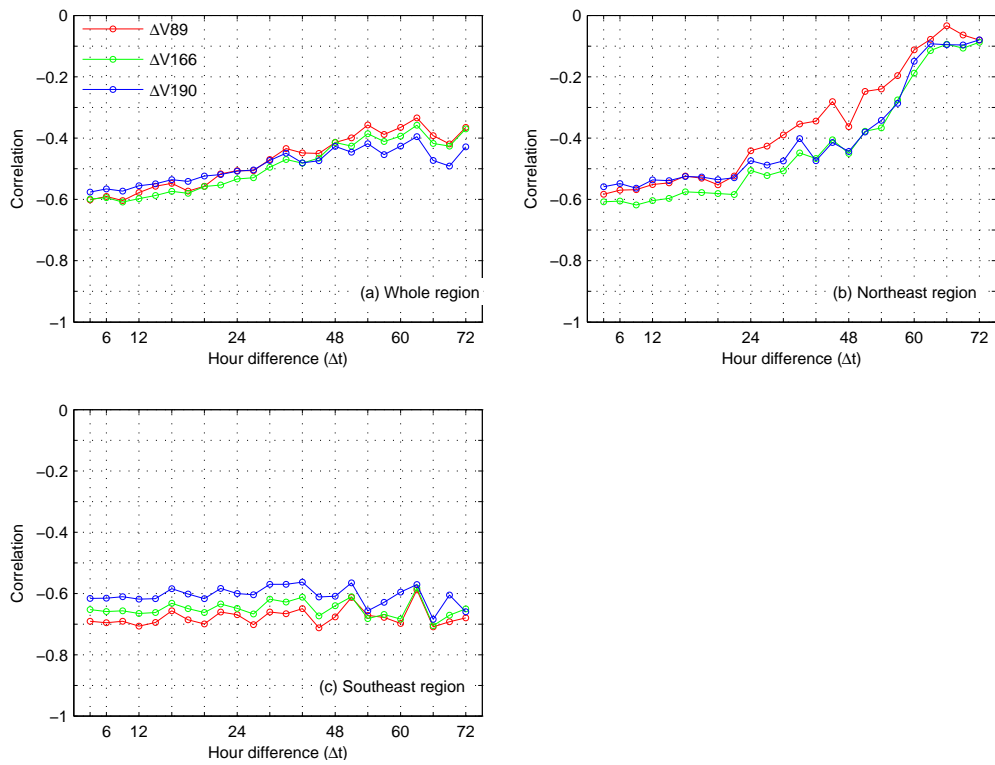 0
−0.2
−0.4
−0.6
−0.8
−1
Correlation
ΔV89
ΔV166
ΔV190
(a) Whole region
6 12 24 48 60 72
Hour difference (Δt)
0
−0.2
−0.4
−0.6
−0.8
−1
Correlation
(b) Northeast region
6 12 24 48 60 72
Hour difference (Δt)
0
−0.2
−0.4
−0.6
−0.8
−1
Correlation
(c) Southeast region
6 12 24 48 60 72
Hour difference (Δt)